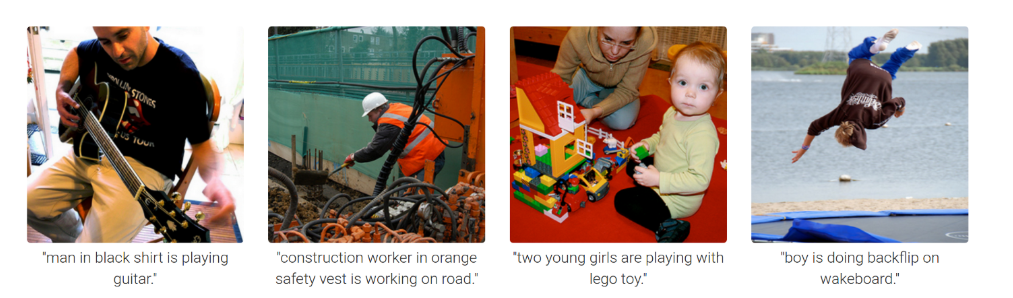 "man in black shirt is playing
guitar."
"construction worker in orange
safety vest is working on road."
"two young girls are playing with
lego toy."
"boy is doing backflip on
wakeboard."